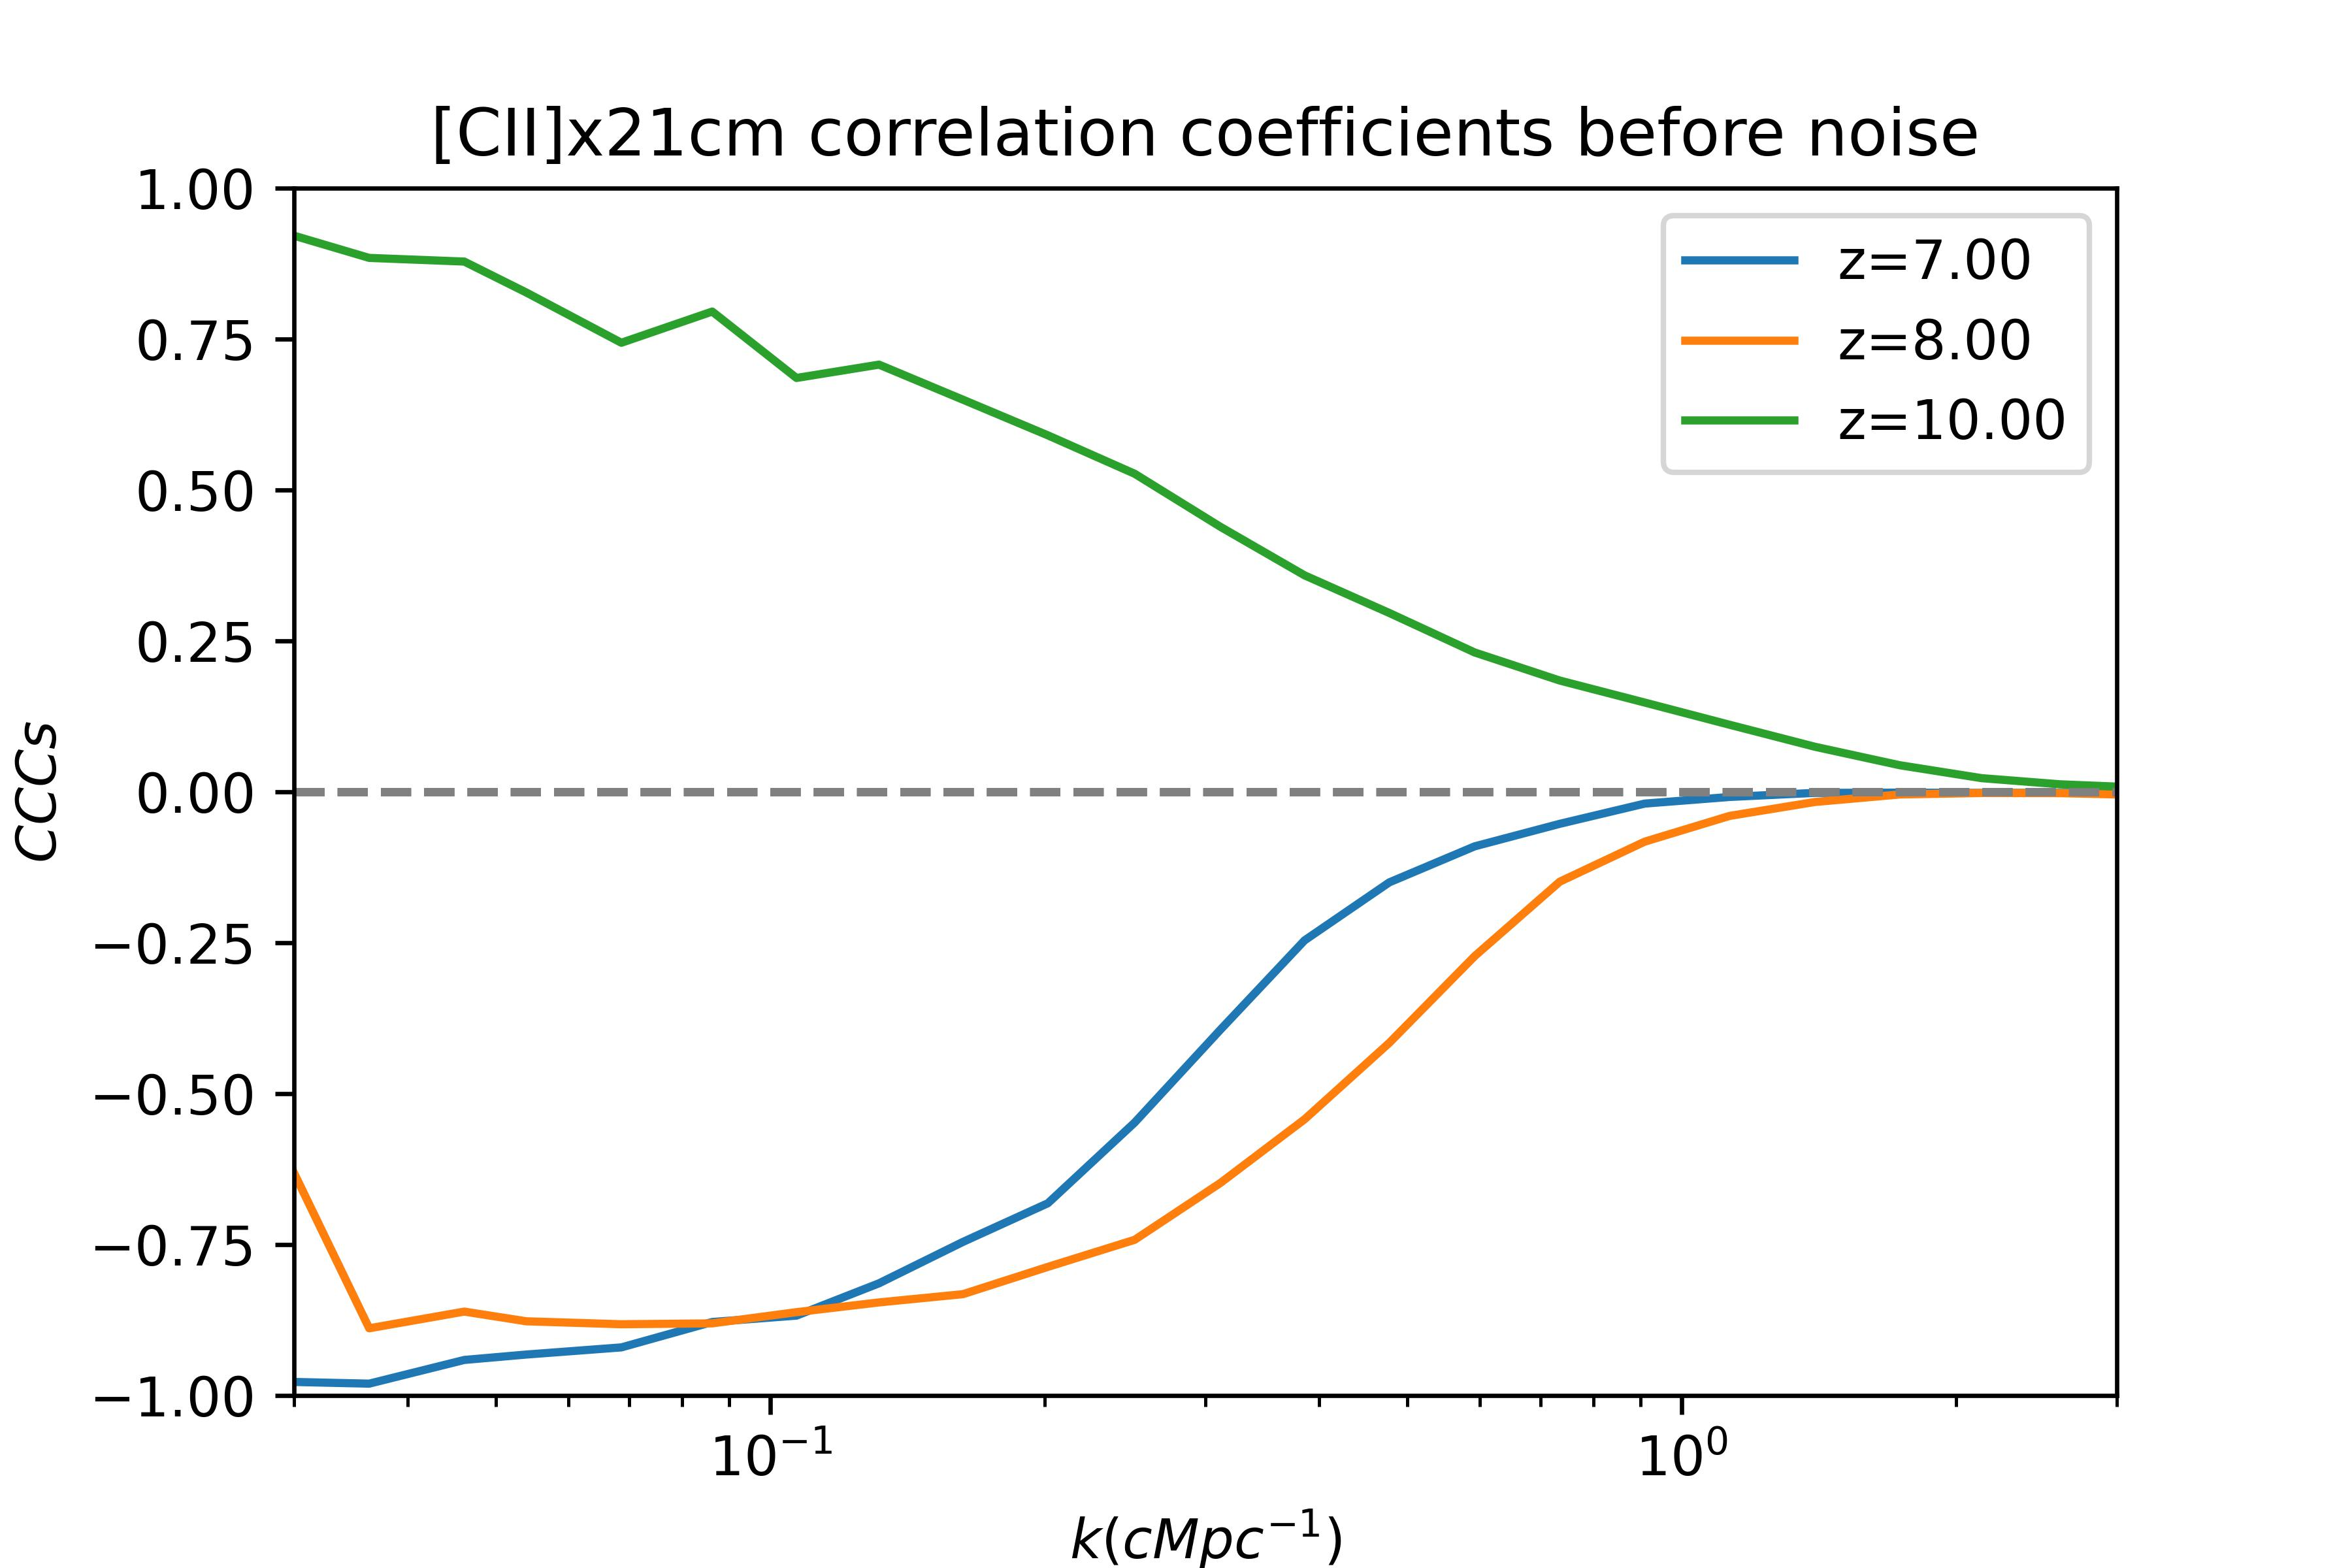 [CII]x21cm correlation coefficients before noise
1.00
0.75
0.50
0.25
0.00
−0.25
−0.50
−0.75
−1.00
CCCs
z=7.00
z=8.00
z=10.00
10⁻¹
10⁰
k(cMpc⁻¹)